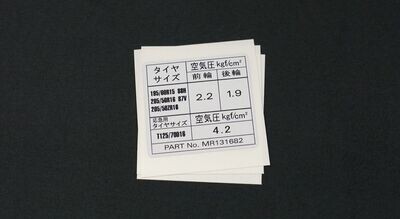 タイヤサイズ 空気圧 kgf/cm²
前輪 後輪
195/60R15 88H
205/50R16 87V
205/50ZR16
2.2 1.9
応急用
タイヤサイズ 空気圧 kgf/cm²
T125/70D16 4.2
PART No. MR131682